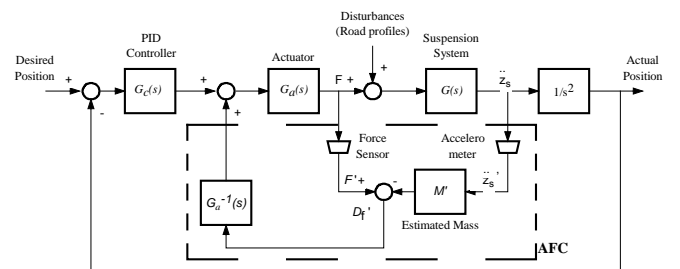 Disturbances
(Road profiles)
PID
Controller
Suspension
System
Desired
Position
Actuator
Actual
Position
+
-
Gc(s)
+
+
Ga(s)
F +
+
G(s)
z̈s
1/s2
Force
Sensor
Accelero
meter
F'+
-
M'
z̈s'
Ga-1(s)
Df'
Estimated Mass
AFC